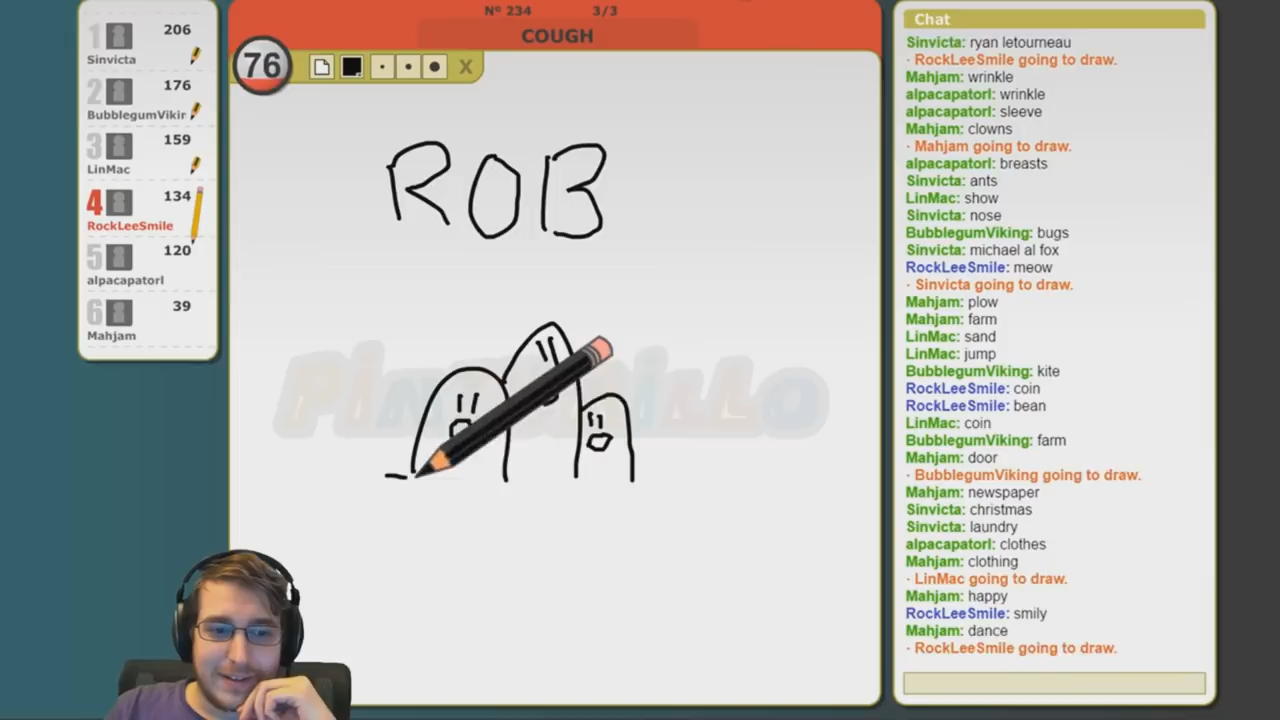 Nº 234 3/3
COUGH
76
X
1 206
Sinvicta
2 176
BubblegumVikir
3 159
LinMac
4 134
RockLeeSmile
5 120
alpacapatorl
6 39
Mahjam
ROB
Chat
Sinvicta: ryan letourneau
· RockLeeSmile going to draw.
Mahjam: wrinkle
alpacapatorl: wrinkle
alpacapatorl: sleeve
Mahjam: clowns
· Mahjam going to draw.
alpacapatorl: breasts
Sinvicta: ants
LinMac: show
Sinvicta: nose
BubblegumViking: bugs
Sinvicta: michael al fox
RockLeeSmile: meow
· Sinvicta going to draw.
Mahjam: plow
Mahjam: farm
LinMac: sand
LinMac: jump
BubblegumViking: kite
RockLeeSmile: coin
RockLeeSmile: bean
LinMac: coin
BubblegumViking: farm
Mahjam: door
· BubblegumViking going to draw.
Mahjam: newspaper
Sinvicta: christmas
Sinvicta: laundry
alpacapatorl: clothes
Mahjam: clothing
· LinMac going to draw.
Mahjam: happy
RockLeeSmile: smily
Mahjam: dance
· RockLeeSmile going to draw.